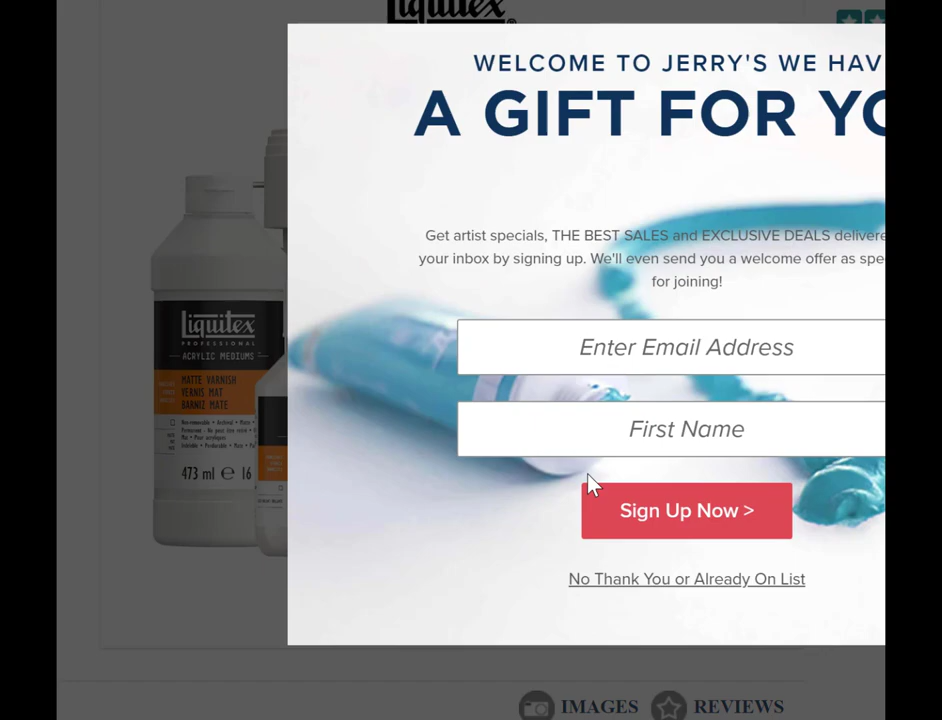 Liquitex®
WELCOME TO JERRY'S WE HAV
A GIFT FOR YO
Get artist specials, THE BEST SALES and EXCLUSIVE DEALS delivere
your inbox by signing up. We'll even send you a welcome offer as spe
for joining!
Enter Email Address
First Name
Sign Up Now >
No Thank You or Already On List
Liquitex
PROFESSIONAL
ACRYLIC MEDIUMS
MATTE VARNISH
VERNIS MAT
BARNIZ MATE
473 ml ℮ 16
IMAGES REVIEWS